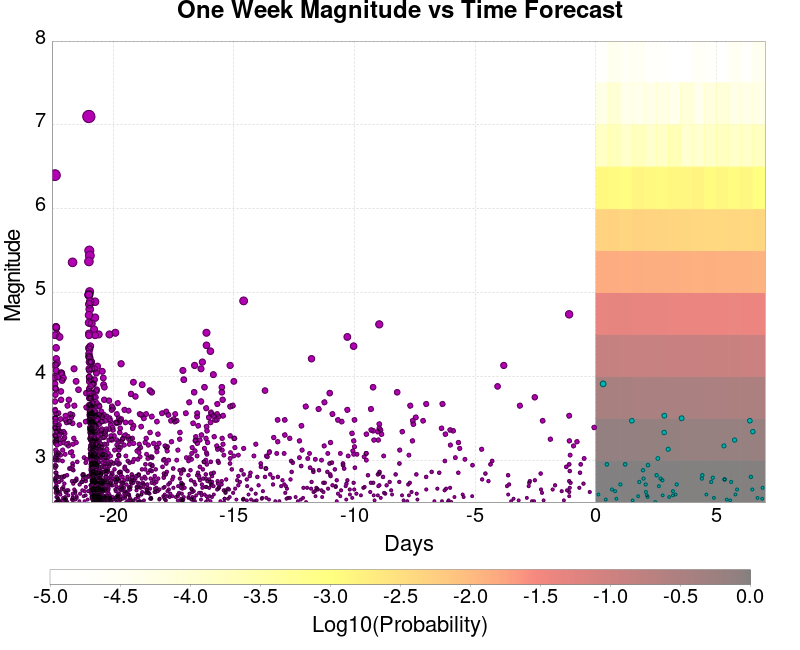 One Week Magnitude vs Time Forecast
8
7
6
5
4
3
Magnitude
-20 -15 -10 -5 0 5
Days
-5.0 -4.5 -4.0 -3.5 -3.0 -2.5 -2.0 -1.5 -1.0 -0.5 0.0
Log10(Probability)